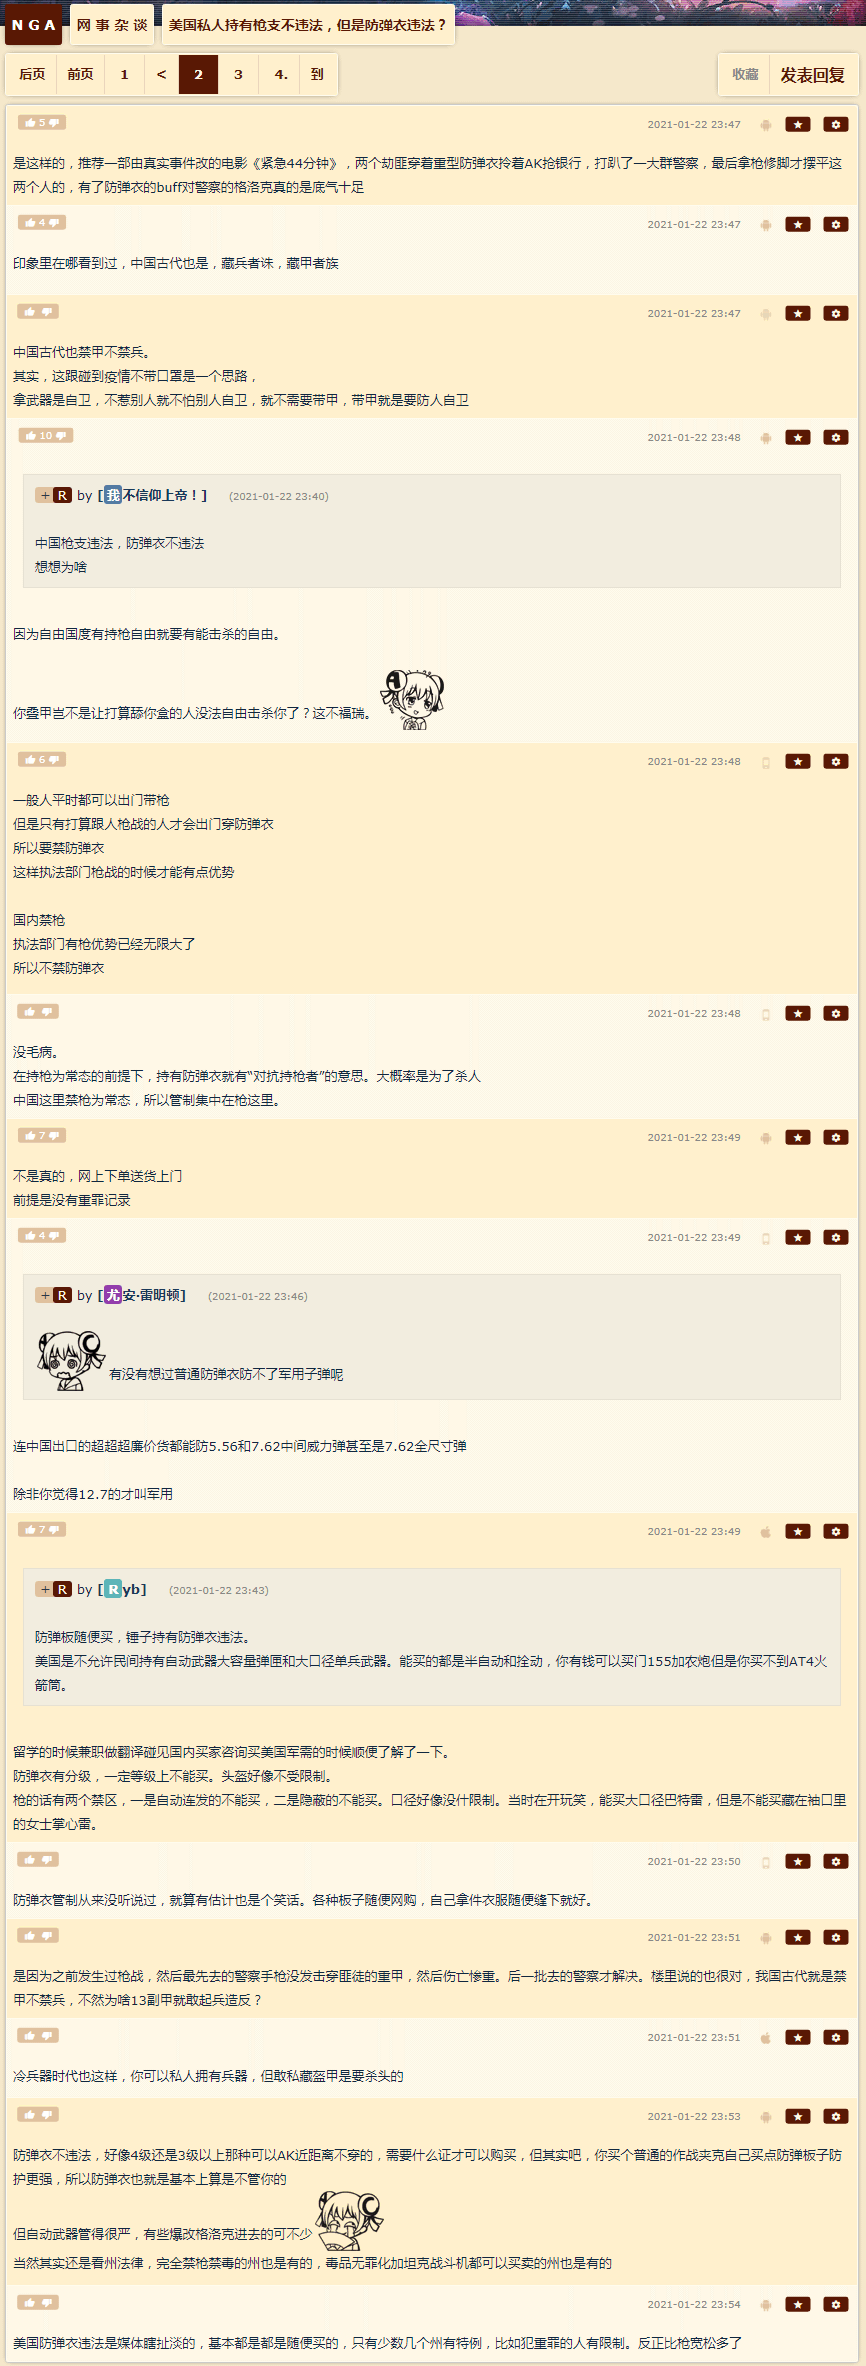 NGA 网事杂谈 美国私人持有枪支不违法，但是防弹衣违法？
后页 前页 1 < 2 3 4. 到 收藏 发表回复
5 2021-01-22 23:47
是这样的，推荐一部由真实事件改的电影《紧急44分钟》，两个劫匪穿着重型防弹衣拎着AK抢银行，打趴了一大群警察，最后拿枪修脚才摆平这
两个人的，有了防弹衣的buff对警察的格洛克真的是底气十足
4 2021-01-22 23:47
印象里在哪看到过，中国古代也是，藏兵者诛，藏甲者族
2021-01-22 23:47
中国古代也禁甲不禁兵。
其实，这跟碰到疫情不带口罩是一个思路，
拿武器是自卫，不惹别人就不怕别人自卫，就不需要带甲，带甲就是要防人自卫
10 2021-01-22 23:48
+ R by [我不信仰上帝！] (2021-01-22 23:40)
中国枪支违法，防弹衣不违法
想想为啥
因为自由国度有持枪自由就要有能击杀的自由。
你叠甲岂不是让打算舔你盒的人没法自由击杀你了？这不福瑞。
6 2021-01-22 23:48
一般人平时都可以出门带枪
但是只有打算跟人枪战的人才会出门穿防弹衣
所以要禁防弹衣
这样执法部门枪战的时候才能有点优势
国内禁枪
执法部门有枪优势已经无限大了
所以不禁防弹衣
2021-01-22 23:48
没毛病。
在持枪为常态的前提下，持有防弹衣就有“对抗持枪者”的意思。大概率是为了杀人
中国这里禁枪为常态，所以管制集中在枪这里。
7 2021-01-22 23:49
不是真的，网上下单送货上门
前提是没有重罪记录
4 2021-01-22 23:49
+ R by [尤安·雷明顿] (2021-01-22 23:46)
有没有想过普通防弹衣防不了军用子弹呢
连中国出口的超超超廉价货都能防5.56和7.62中间威力弹甚至是7.62全尺寸弹
除非你觉得12.7的才叫军用
7 2021-01-22 23:49
+ R by [Ryb] (2021-01-22 23:43)
防弹板随便买，锤子持有防弹衣违法。
美国是不允许民间持有自动武器大容量弹匣和大口径单兵武器。能买的都是半自动和拴动，你有钱可以买门155加农炮但是你买不到AT4火
箭筒。
留学的时候兼职做翻译碰见国内买家咨询买美国军需的时候顺便了解了一下。
防弹衣有分级，一定等级上不能买。头盔好像不受限制。
枪的话有两个禁区，一是自动连发的不能买，二是隐蔽的不能买。口径好像没什限制。当时在开玩笑，能买大口径巴特雷，但是不能买藏在袖口里
的女士掌心雷。
2021-01-22 23:50
防弹衣管制从来没听说过，就算有估计也是个笑话。各种板子随便网购，自己拿件衣服随便缝下就好。
2021-01-22 23:51
是因为之前发生过枪战，然后最先去的警察手枪没发击穿匪徒的重甲，然后伤亡惨重。后一批去的警察才解决。楼里说的也很对，我国古代就是禁
甲不禁兵，不然为啥13副甲就敢起兵造反？
2021-01-22 23:51
冷兵器时代也这样，你可以私人拥有兵器，但敢私藏盔甲是要杀头的
2021-01-22 23:53
防弹衣不违法，好像4级还是3级以上那种可以AK近距离不穿的，需要什么证才可以购买，但其实吧，你买个普通的作战夹克自己买点防弹板子防
护更强，所以防弹衣也就是基本上算是不管你的
但自动武器管得很严，有些爆改格洛克进去的可不少
当然其实还是看州法律，完全禁枪禁毒的州也是有的，毒品无罪化加坦克战斗机都可以买卖的州也是有的
2021-01-22 23:54
美国防弹衣违法是媒体瞎扯淡的，基本都是都是随便买的，只有少数几个州有特例，比如犯重罪的人有限制。反正比枪宽松多了